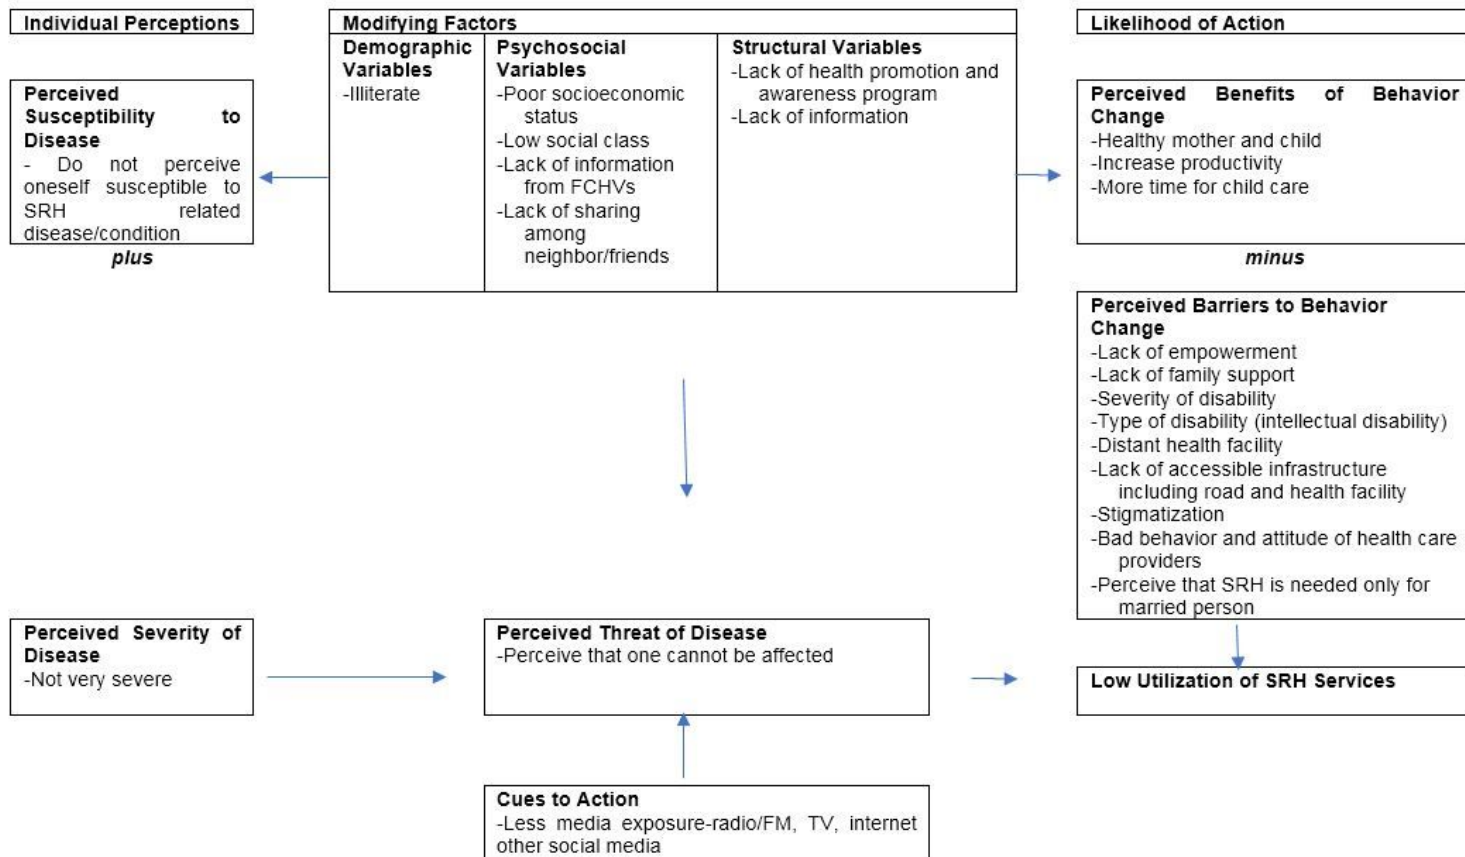 Individual Perceptions
Modifying Factors
Likelihood of Action
Demographic
Variables
-Illiterate
Psychosocial
Variables
-Poor socioeconomic
status
-Low social class
-Lack of information
from FCHVs
-Lack of sharing
among
neighbor/friends
Structural Variables
-Lack of health promotion and
awareness program
-Lack of information
Perceived
Susceptibility to
Disease
- Do not perceive
oneself susceptible to
SRH related
disease/condition
plus
Perceived Benefits of Behavior
Change
-Healthy mother and child
-Increase productivity
-More time for child care
minus
Perceived Barriers to Behavior
Change
-Lack of empowerment
-Lack of family support
-Severity of disability
-Type of disability (intellectual disability)
-Distant health facility
-Lack of accessible infrastructure
including road and health facility
-Stigmatization
-Bad behavior and attitude of health care
providers
-Perceive that SRH is needed only for
married person
Perceived Severity of
Disease
-Not very severe
Perceived Threat of Disease
-Perceive that one cannot be affected
Low Utilization of SRH Services
Cues to Action
-Less media exposure-radio/FM, TV, internet
other social media